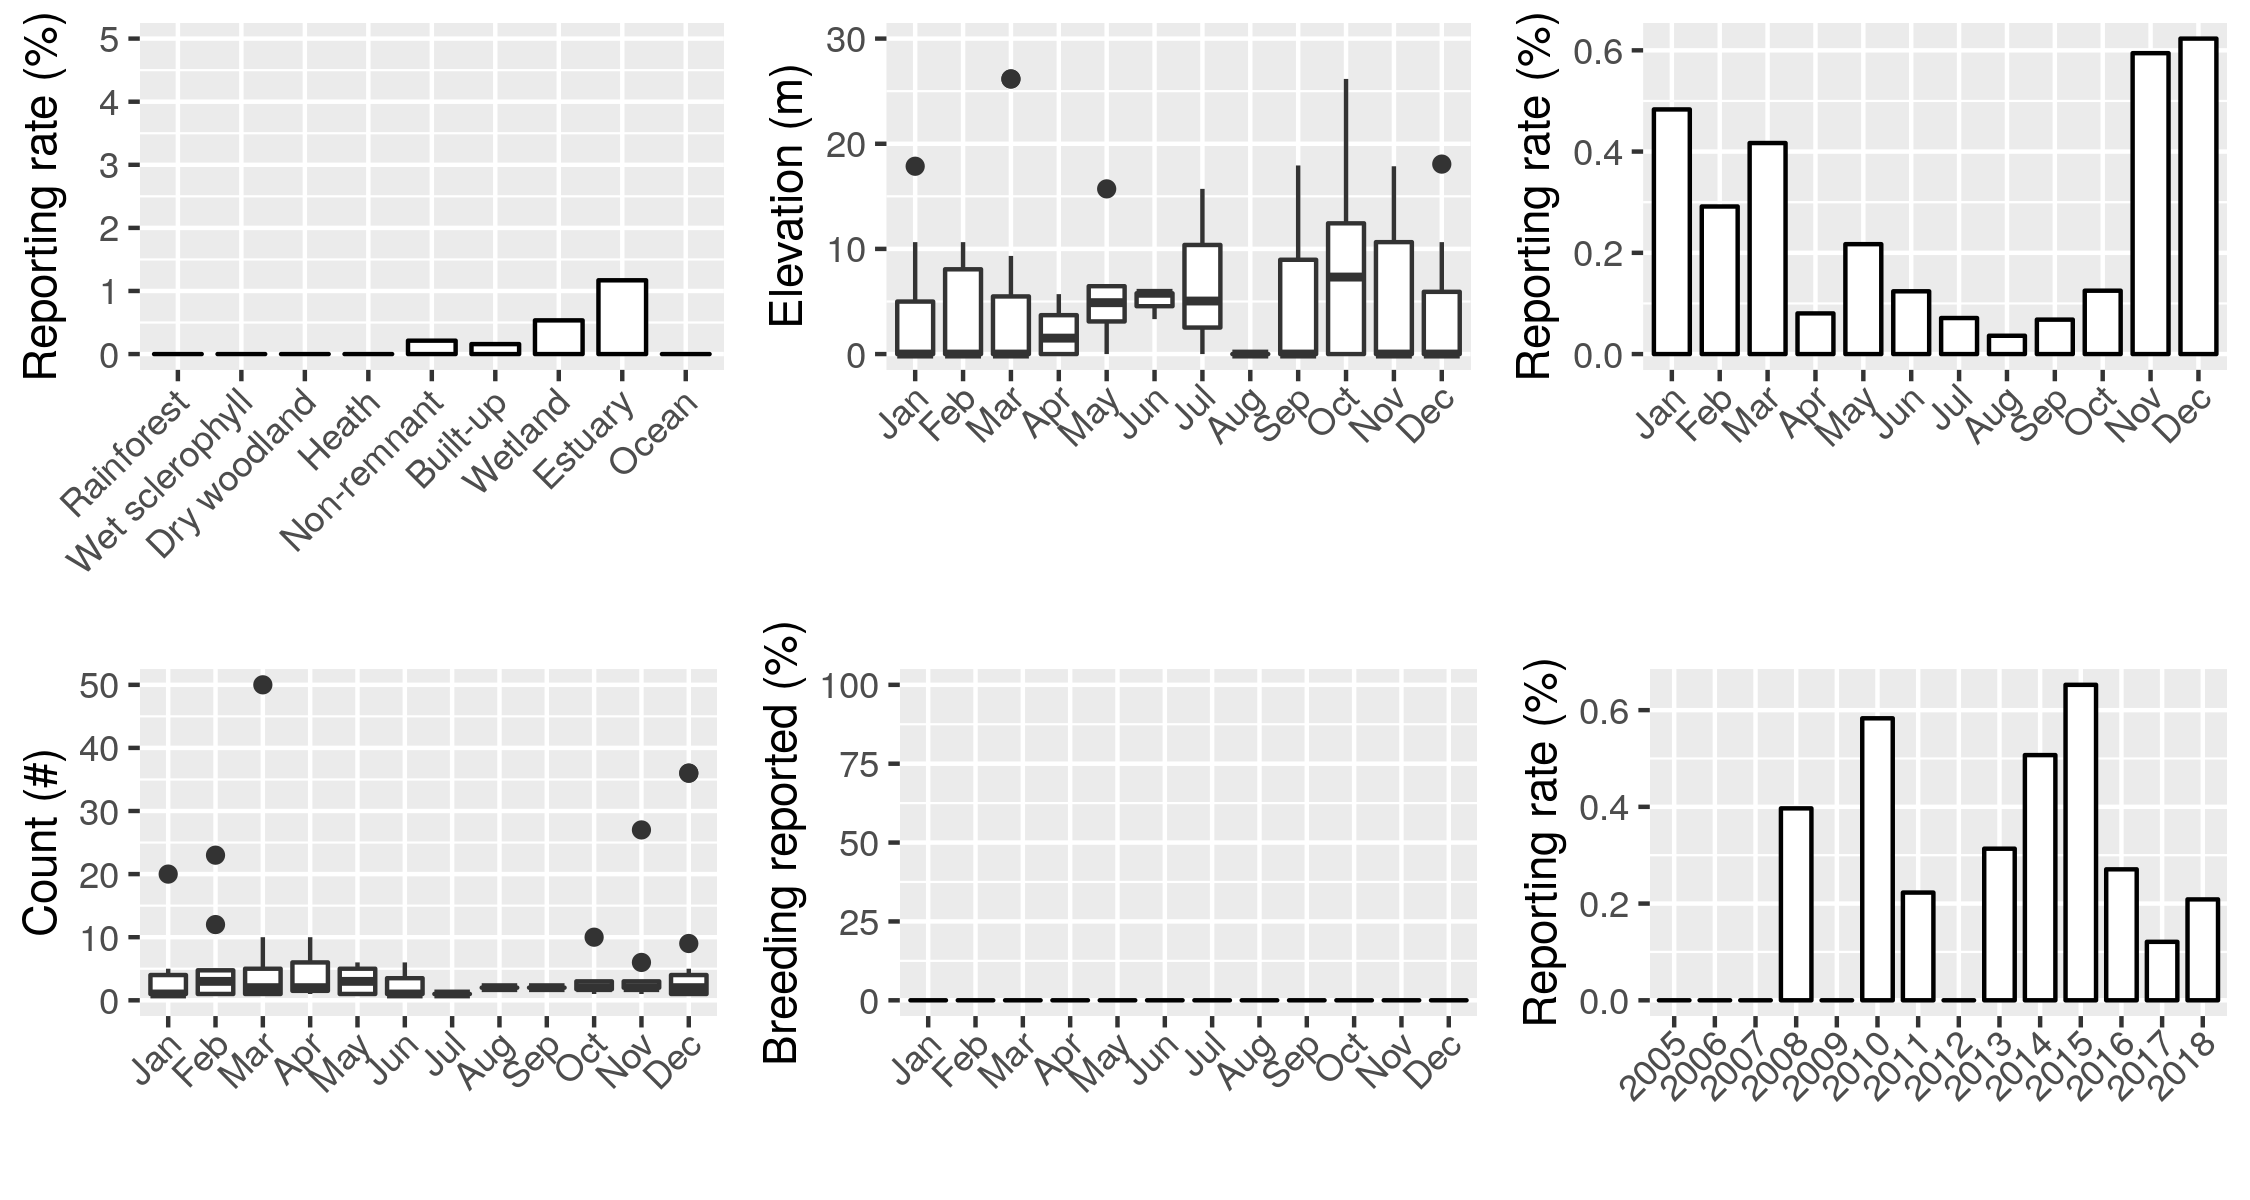 Reporting rate (%)
5
4
3
2
1
0
Rainforest
Wet sclerophyll
Dry woodland
Heath
Non-remnant
Built-up
Wetland
Estuary
Ocean
Elevation (m)
30
20
10
0
Jan Feb Mar Apr May Jun Jul Aug Sep Oct Nov Dec
Reporting rate (%)
0.6
0.4
0.2
0.0
Jan Feb Mar Apr May Jun Jul Aug Sep Oct Nov Dec
Count (#)
50
40
30
20
10
0
Jan Feb Mar Apr May Jun Jul Aug Sep Oct Nov Dec
Breeding reported (%)
100
75
50
25
0
Jan Feb Mar Apr May Jun Jul Aug Sep Oct Nov Dec
Reporting rate (%)
0.6
0.4
0.2
0.0
2005 2006 2007 2008 2009 2010 2011 2012 2013 2014 2015 2016 2017 2018